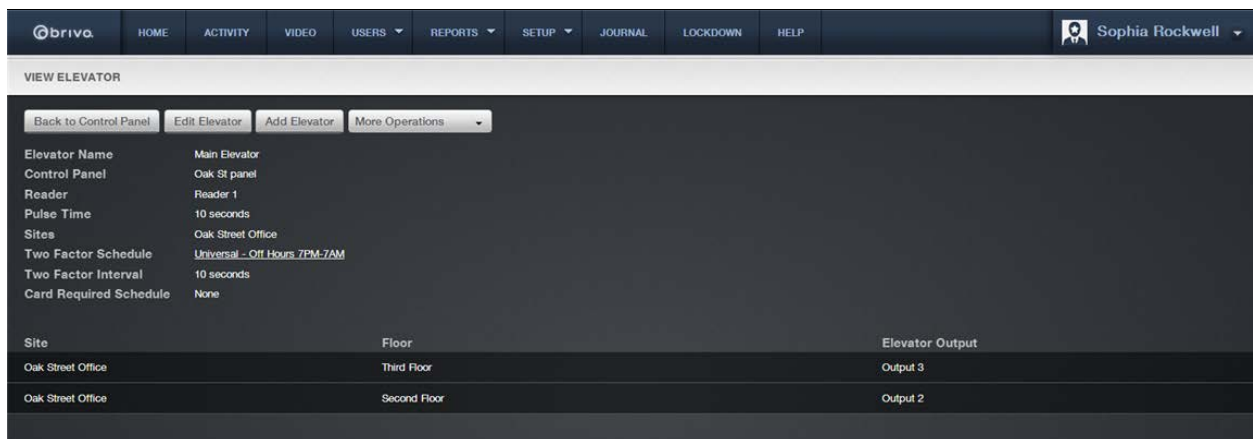 brivo. HOME ACTIVITY VIDEO USERS REPORTS SETUP JOURNAL LOCKDOWN HELP Sophia Rockwell
VIEW ELEVATOR
Back to Control Panel Edit Elevator Add Elevator More Operations
Elevator Name Main Elevator
Control Panel Oak St panel
Reader Reader 1
Pulse Time 10 seconds
Sites Oak Street Office
Two Factor Schedule Universal - Off Hours 7PM-7AM
Two Factor Interval 10 seconds
Card Required Schedule None
Site Floor Elevator Output
Oak Street Office Third Floor Output 3
Oak Street Office Second Floor Output 2